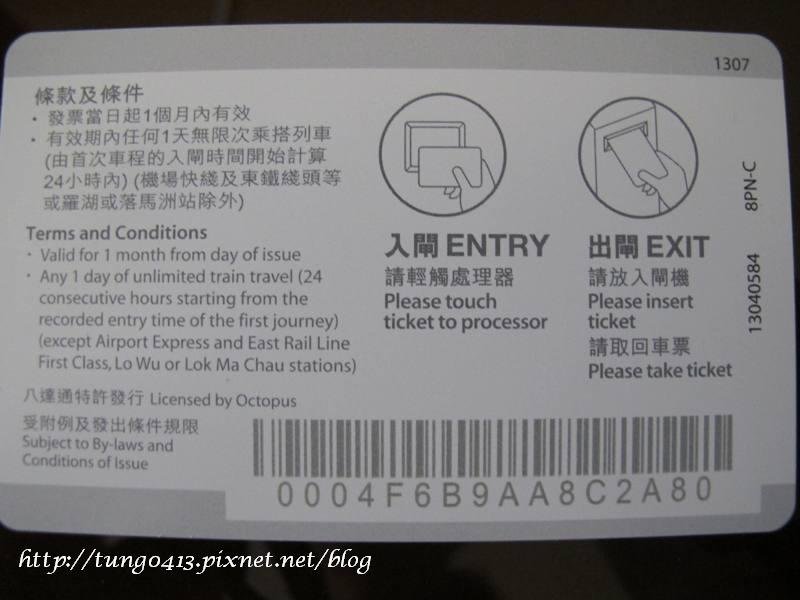 1307
條款及條件
· 發票當日起1個月內有效
· 有效期內任何1天無限次乘搭列車
(由首次車程的入閘時間開始計算
24小時內) (機場快綫及東鐵綫頭等
或羅湖或落馬洲站除外)
Terms and Conditions
· Valid for 1 month from day of issue
· Any 1 day of unlimited train travel (24
consecutive hours starting from the
recorded entry time of the first journey)
(except Airport Express and East Rail Line
First Class, Lo Wu or Lok Ma Chau stations)
八達通特許發行 Licensed by Octopus
受附例及發出條件規限
Subject to By-laws and
Conditions of Issue
入閘 ENTRY
請輕觸處理器
Please touch
ticket to processor
出閘 EXIT
請放入閘機
Please insert
ticket
請取回車票
Please take ticket
13040584 8PN-C
0004F6B9AA8C2A80
http://tung0413.pixnet.net/blog